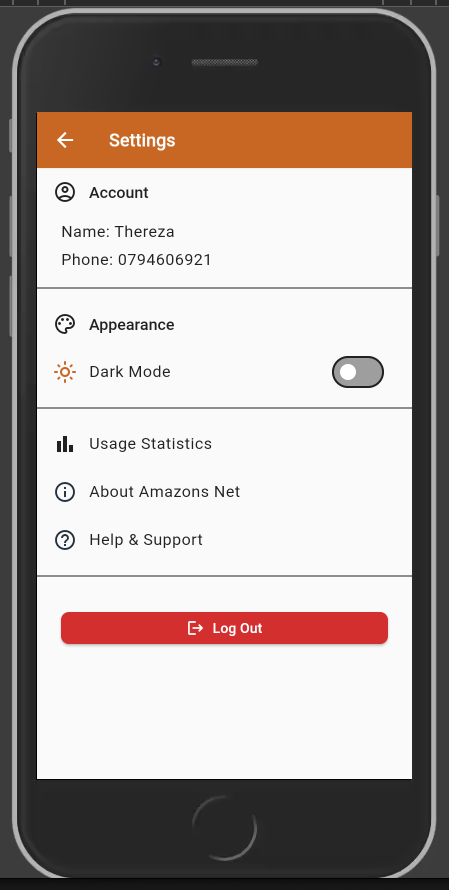 Settings
Account
Name: Thereza
Phone: 0794606921
Appearance
Dark Mode
Usage Statistics
About Amazons Net
Help & Support
Log Out